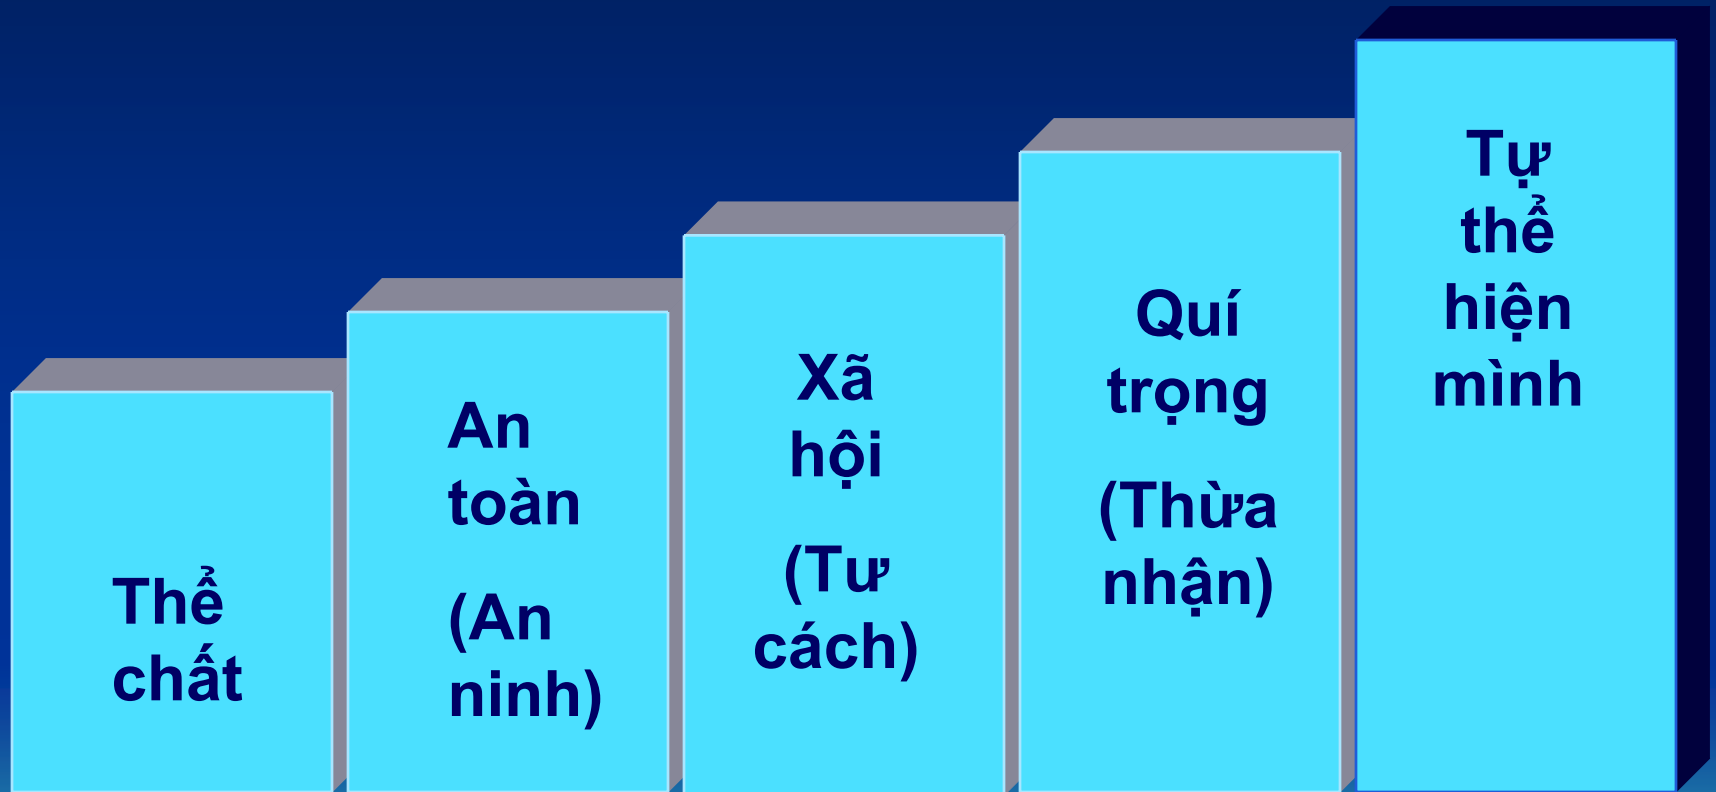 Thể
chất
An
toàn
(An
ninh)
Xã
hội
(Tư
cách)
Quí
trọng
(Thừa
nhận)
Tự
thể
hiện
mình